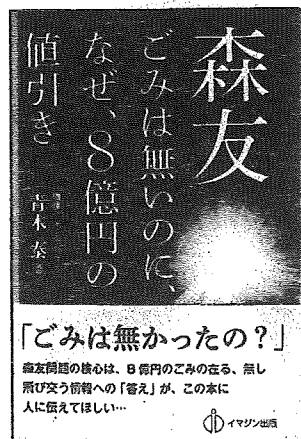 森友
ごみは無いのに、
なぜ、8億円の
値引き
青木 泰
「ごみは無かったの？」
森友問題の核心は、8億円のごみの在る、無し
飛び交う情報への「答え」が、この本に
人に伝えてほしい…
イマジン出版